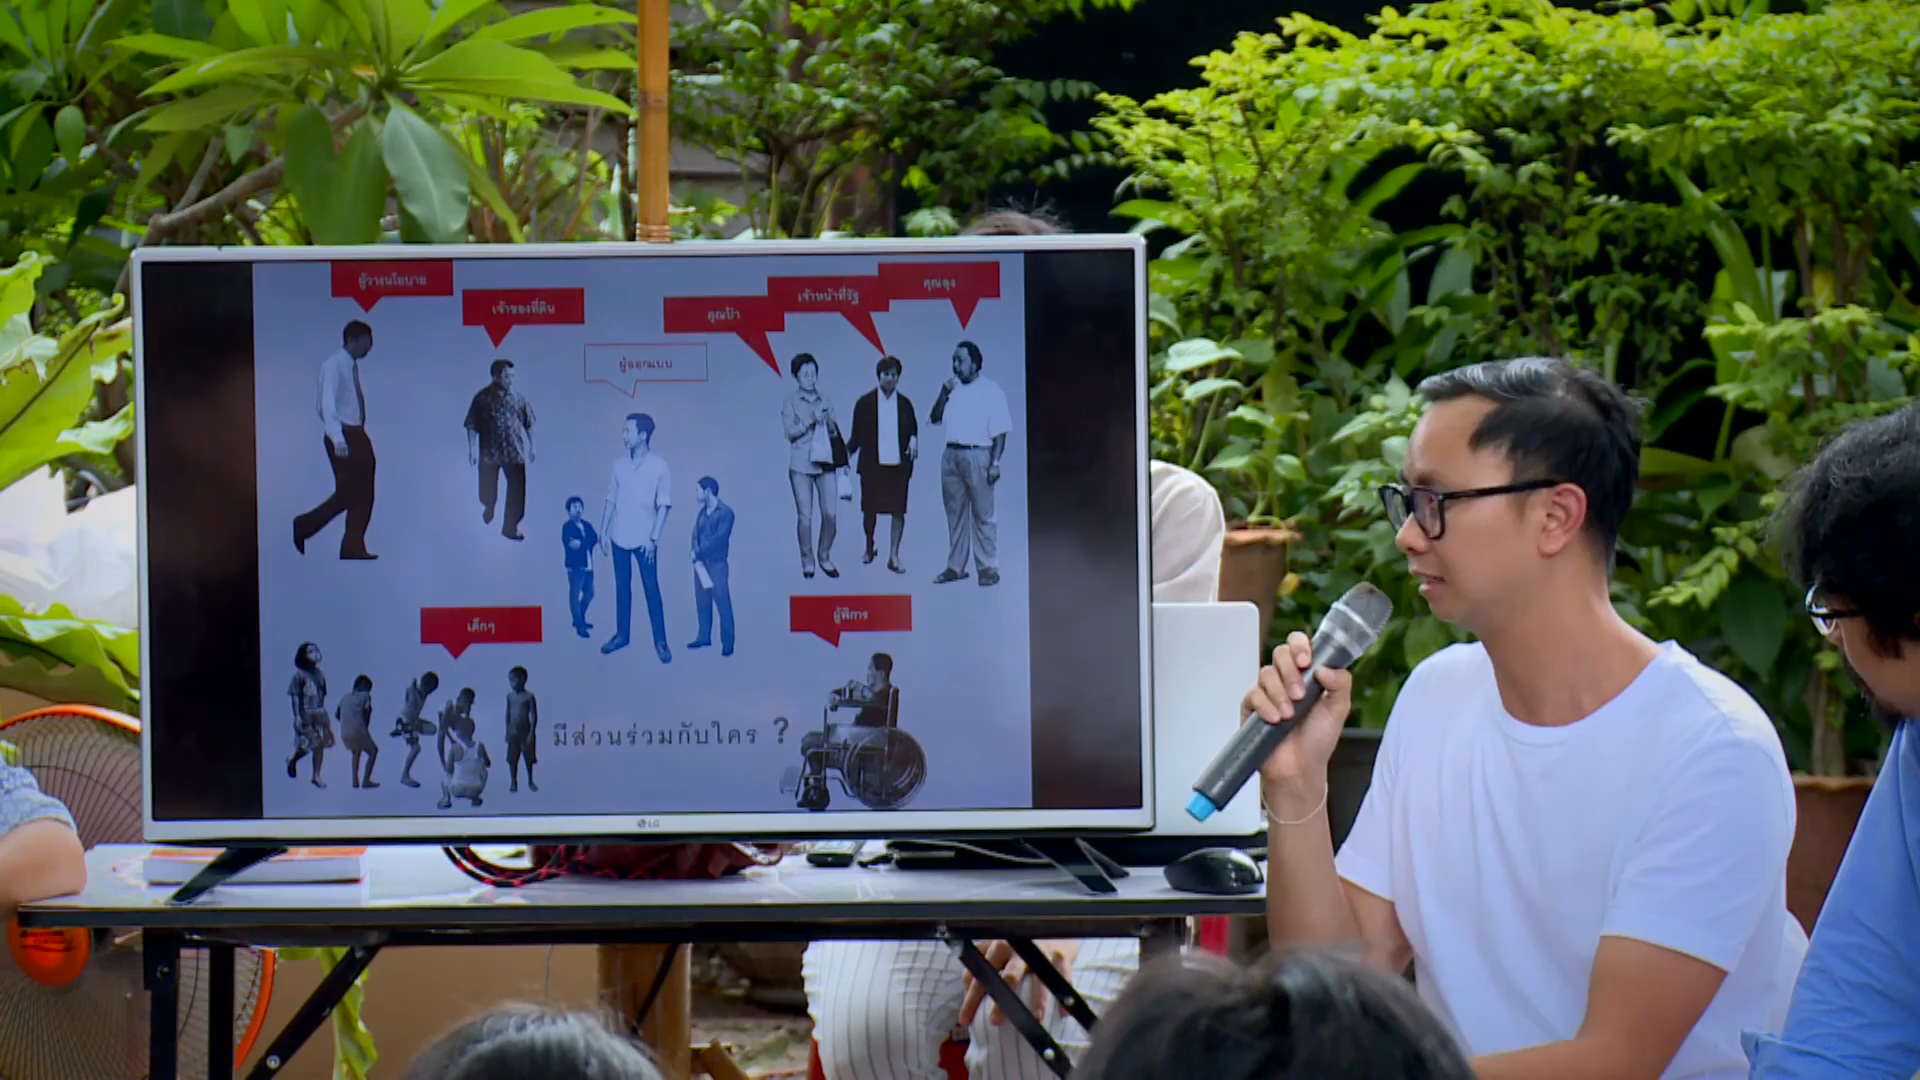 ผู้วางนโยบาย
เจ้าของที่ดิน
ผู้ออกแบบ
คุณป้า
เจ้าหน้าที่รัฐ
คุณลุง
เด็กๆ
ผู้พิการ
มีส่วนร่วมกับใคร ?
LG